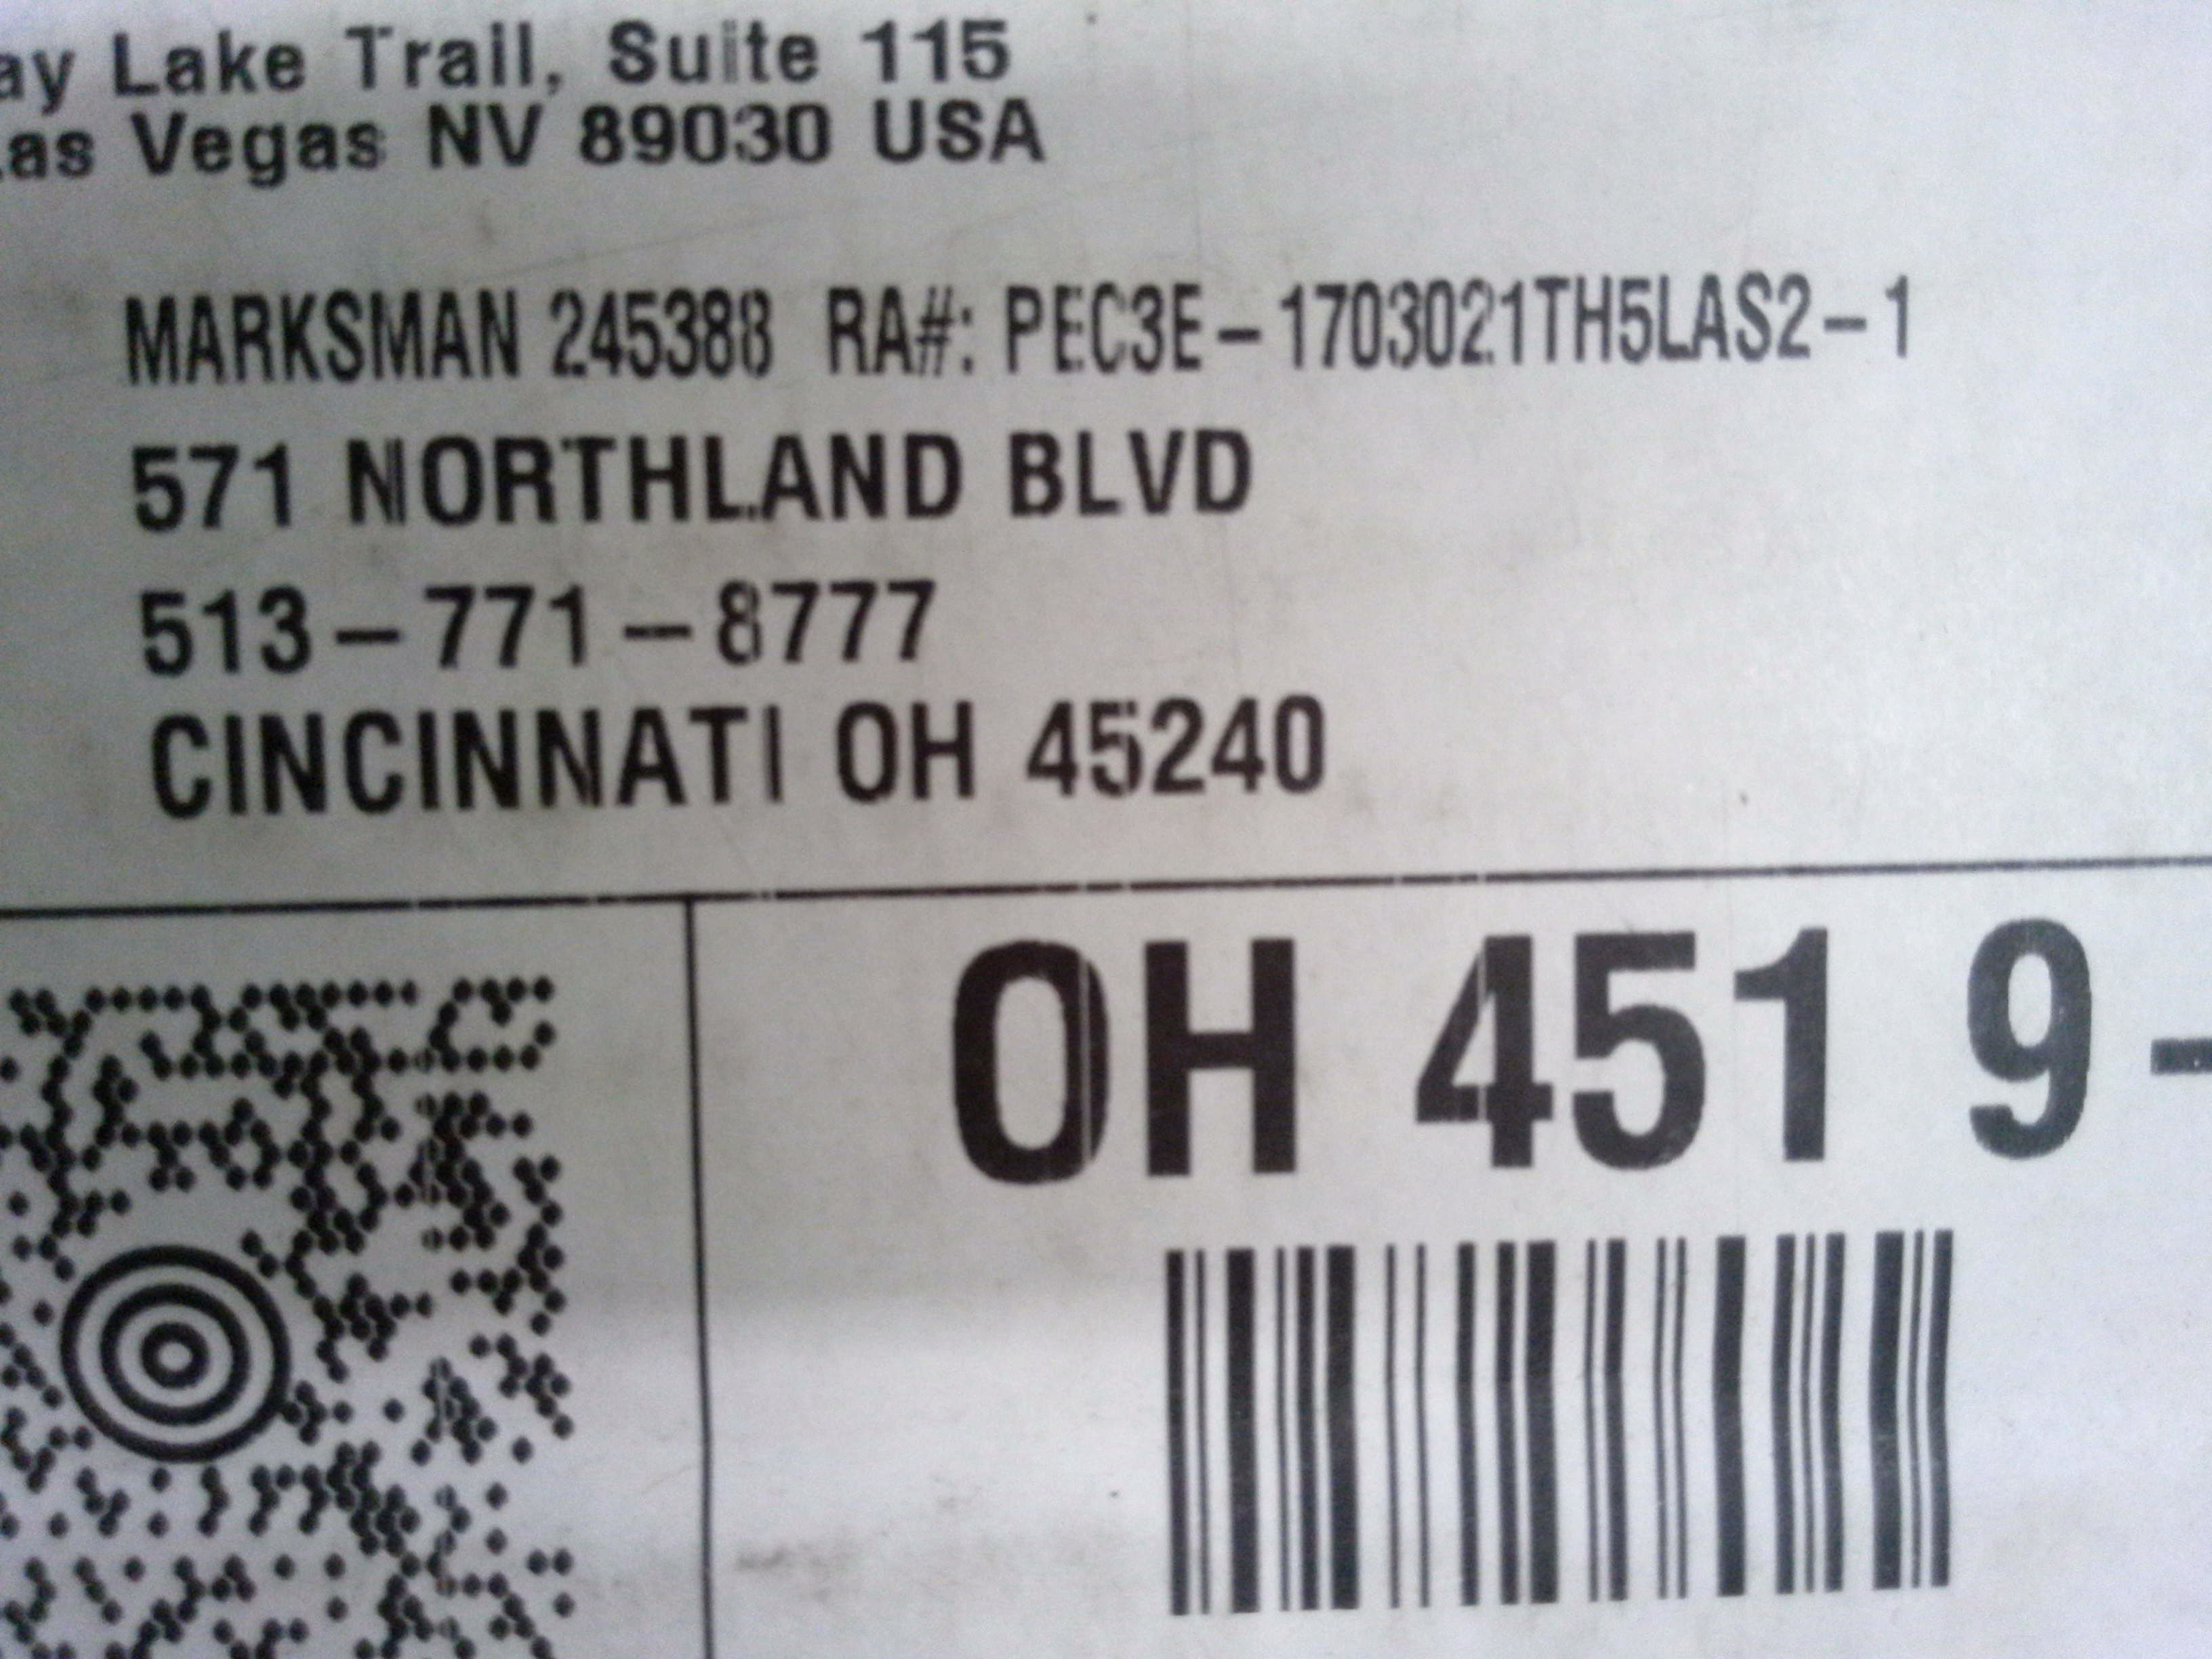 ay Lake Trail, Suite 115
Las Vegas NV 89030 USA
MARKSMAN 245388 RA#: PEC3E-1703021TH5LAS2-1
571 NORTHLAND BLVD
513-771-8777
CINCINNATI OH 45240
OH 451 9-